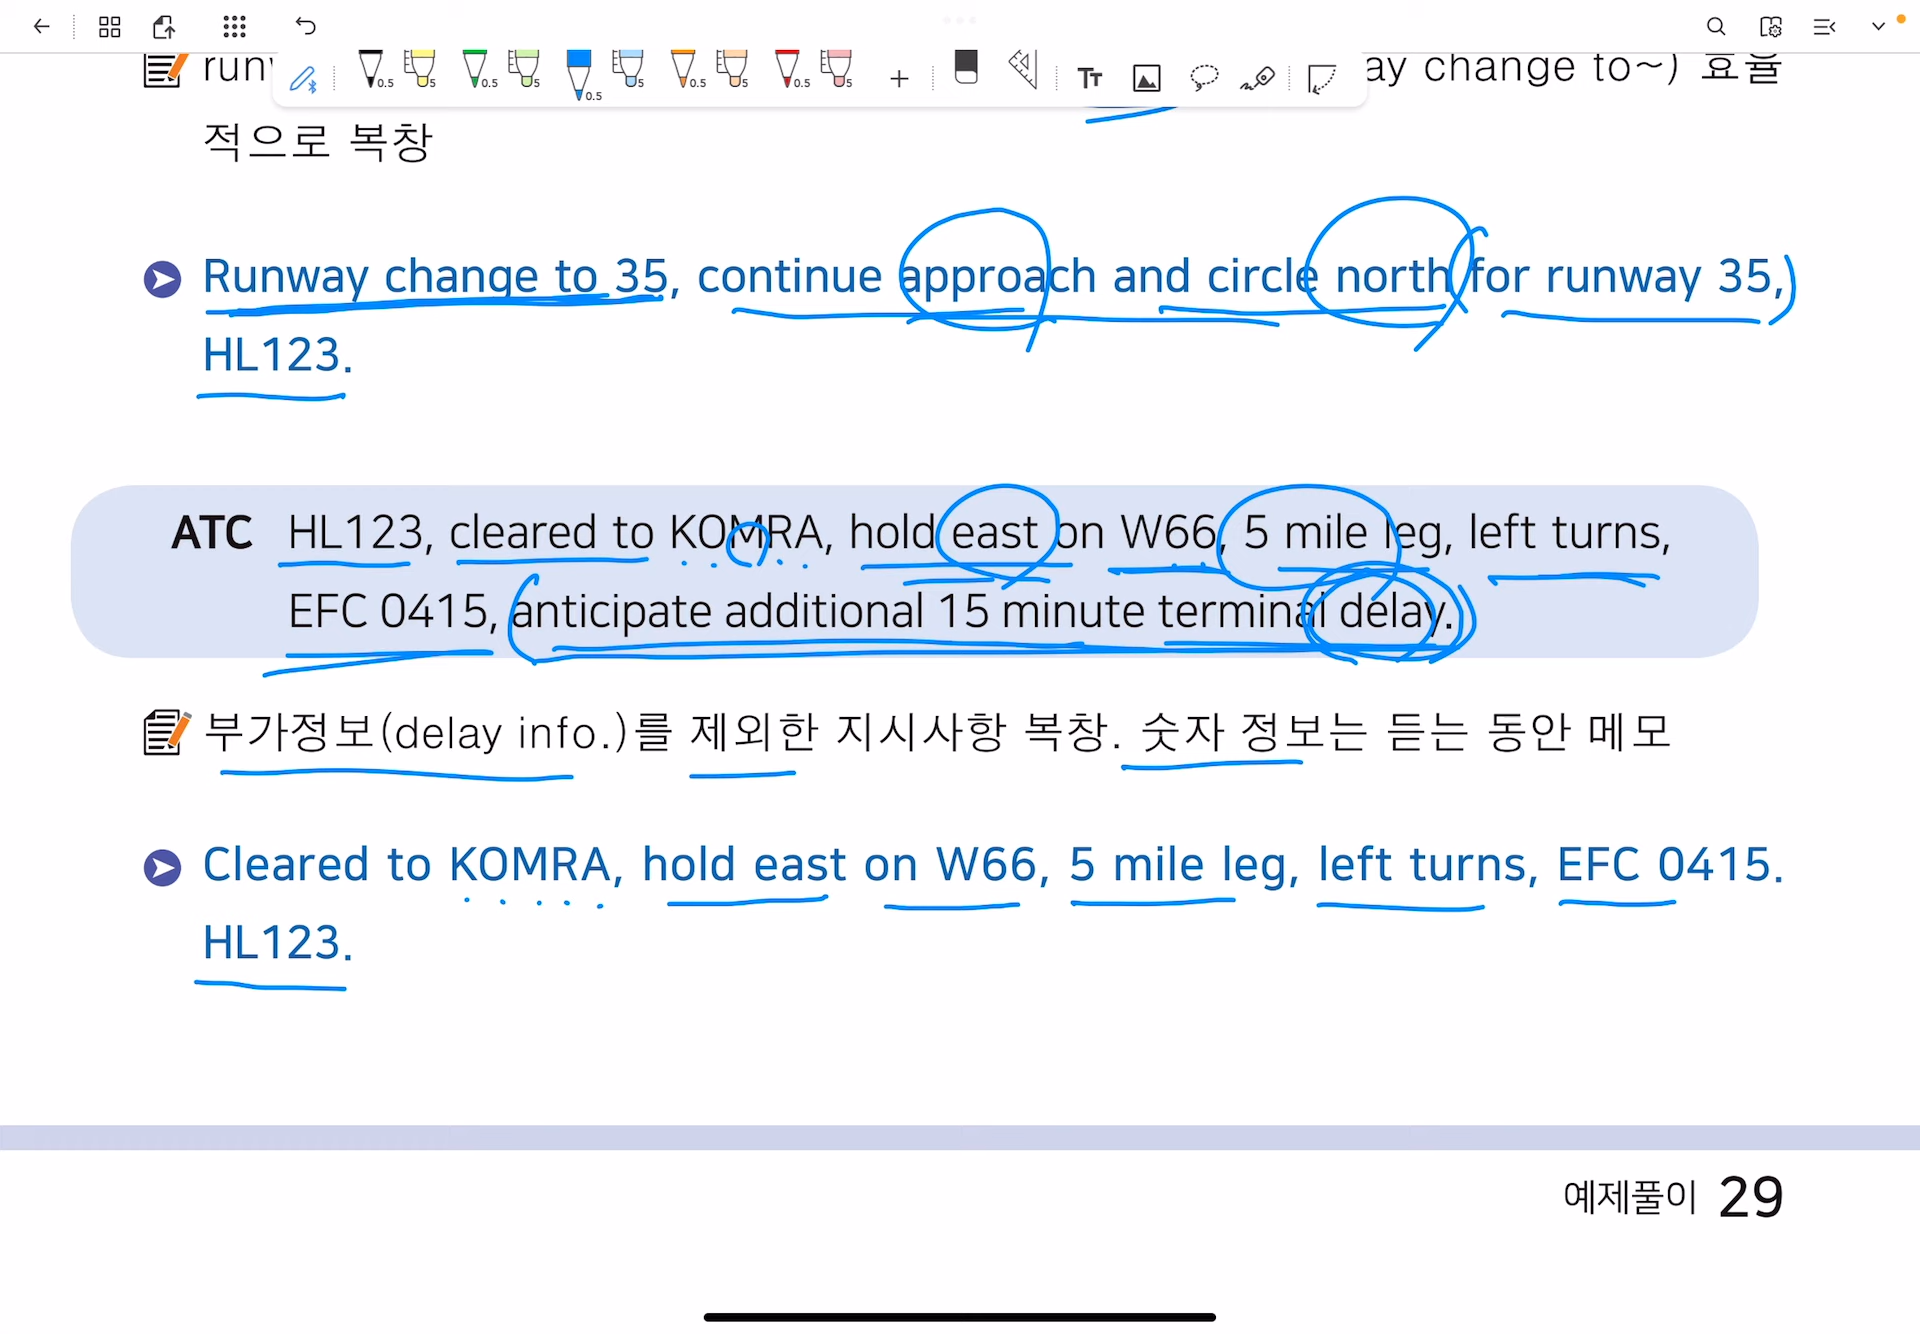 ay change to~) 효율
적으로 복창
Runway change to 35, continue approach and circle north for runway 35,
HL123.
ATC HL123, cleared to KOMRA, hold east on W66, 5 mile leg, left turns,
EFC 0415, anticipate additional 15 minute terminal delay.
부가정보(delay info.)를 제외한 지시사항 복창. 숫자 정보는 듣는 동안 메모
Cleared to KOMRA, hold east on W66, 5 mile leg, left turns, EFC 0415.
HL123.
예제풀이 29